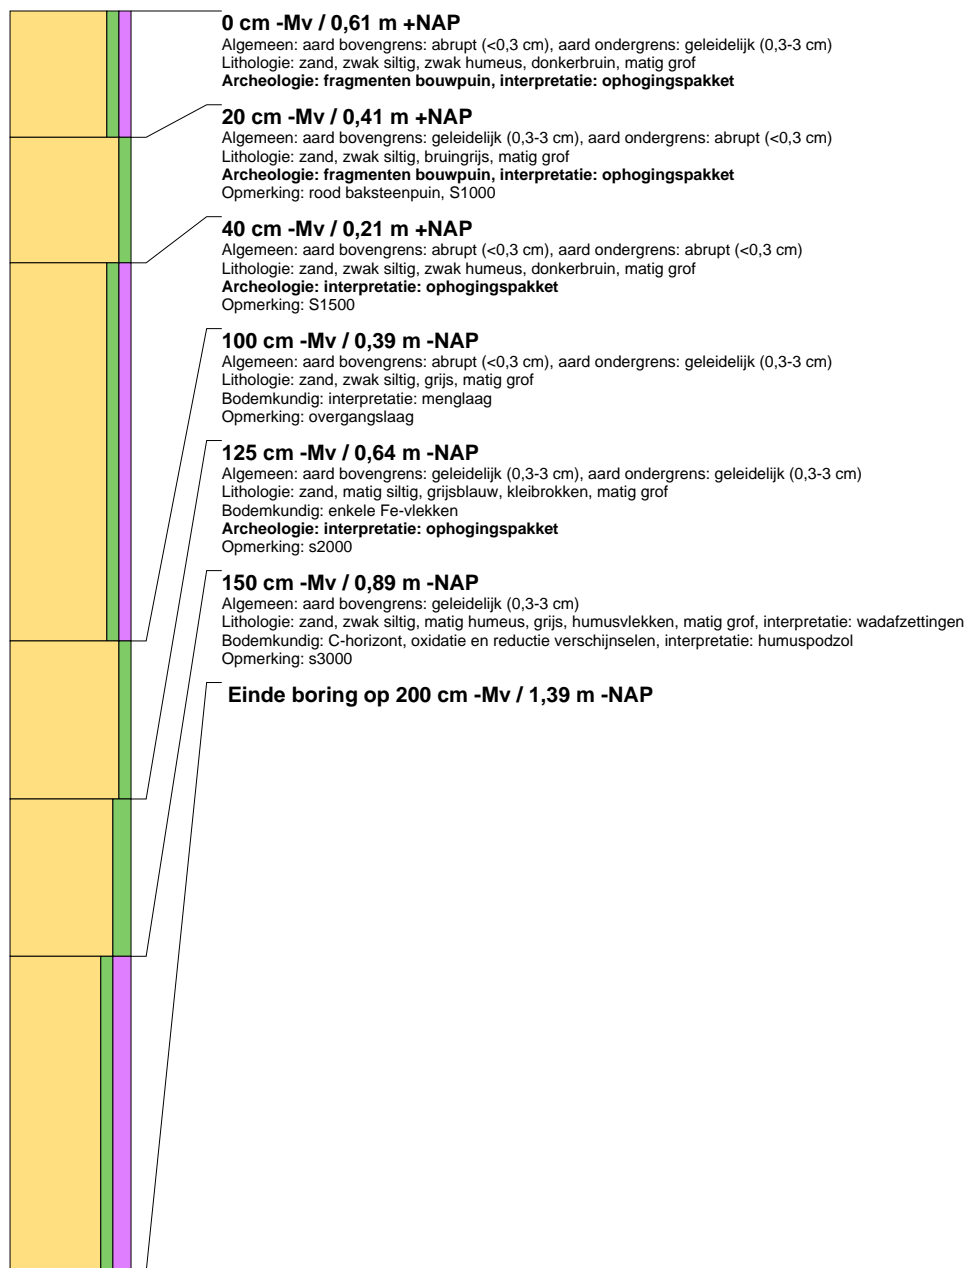 0 cm -Mv / 0,61 m +NAP
Algemeen: aard bovengrens: abrupt (<0,3 cm), aard ondergrens: geleidelijk (0,3-3 cm)
Lithologie: zand, zwak siltig, zwak humeus, donkerbruin, matig grof
Archeologie: fragmenten bouwpuin, interpretatie: ophogingspakket
20 cm -Mv / 0,41 m +NAP
Algemeen: aard bovengrens: geleidelijk (0,3-3 cm), aard ondergrens: abrupt (<0,3 cm)
Lithologie: zand, zwak siltig, bruingrijs, matig grof
Archeologie: fragmenten bouwpuin, interpretatie: ophogingspakket
Opmerking: rood baksteenpuin, S1000
40 cm -Mv / 0,21 m +NAP
Algemeen: aard bovengrens: abrupt (<0,3 cm), aard ondergrens: abrupt (<0,3 cm)
Lithologie: zand, zwak siltig, zwak humeus, donkerbruin, matig grof
Archeologie: interpretatie: ophogingspakket
Opmerking: S1500
100 cm -Mv / 0,39 m -NAP
Algemeen: aard bovengrens: abrupt (<0,3 cm), aard ondergrens: geleidelijk (0,3-3 cm)
Lithologie: zand, zwak siltig, grijs, matig grof
Bodemkundig: interpretatie: menglaag
Opmerking: overgangslaag
125 cm -Mv / 0,64 m -NAP
Algemeen: aard bovengrens: geleidelijk (0,3-3 cm), aard ondergrens: geleidelijk (0,3-3 cm)
Lithologie: zand, matig siltig, grijsblauw, kleibrokken, matig grof
Bodemkundig: enkele Fe-vlekken
Archeologie: interpretatie: ophogingspakket
Opmerking: s2000
150 cm -Mv / 0,89 m -NAP
Algemeen: aard bovengrens: geleidelijk (0,3-3 cm)
Lithologie: zand, zwak siltig, matig humeus, grijs, humusvlekken, matig grof, interpretatie: wadafzettingen
Bodemkundig: C-horizont, oxidatie en reductie verschijnselen, interpretatie: humuspodzol
Opmerking: s3000
Einde boring op 200 cm -Mv / 1,39 m -NAP